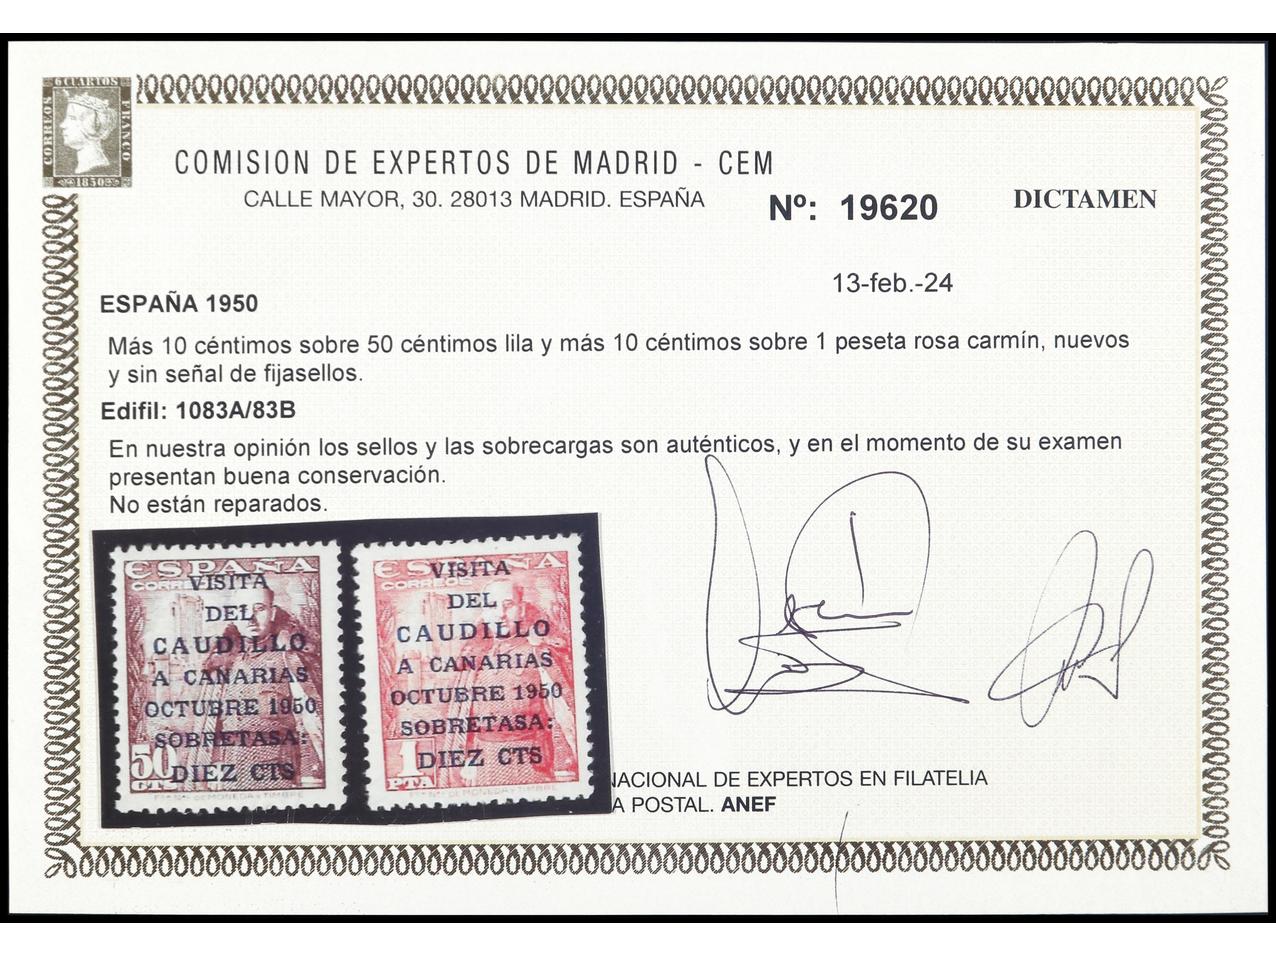 6 CUARTOS
CORREOS
FRANCO
1850
COMISION DE EXPERTOS DE MADRID - CEM
CALLE MAYOR, 30. 28013 MADRID. ESPAÑA
Nº: 19620
DICTAMEN
13-feb.-24
ESPAÑA 1950
Más 10 céntimos sobre 50 céntimos lila y más 10 céntimos sobre 1 peseta rosa carmín, nuevos
y sin señal de fijasellos.
Edifil: 1083A/83B
En nuestra opinión los sellos y las sobrecargas son auténticos, y en el momento de su examen
presentan buena conservación.
No están reparados.
ESPAÑA
CORREOS
VISITA
DEL
CAUDILLO
A CANARIAS
OCTUBRE 1950
SOBRETASA:
DIEZ CTS
50
CTS
ESPAÑA
CORREOS
VISITA
DEL
CAUDILLO
A CANARIAS
OCTUBRE 1950
SOBRETASA:
DIEZ CTS
1
PTA
NACIONAL DE EXPERTOS EN FILATELIA
A POSTAL. ANEF